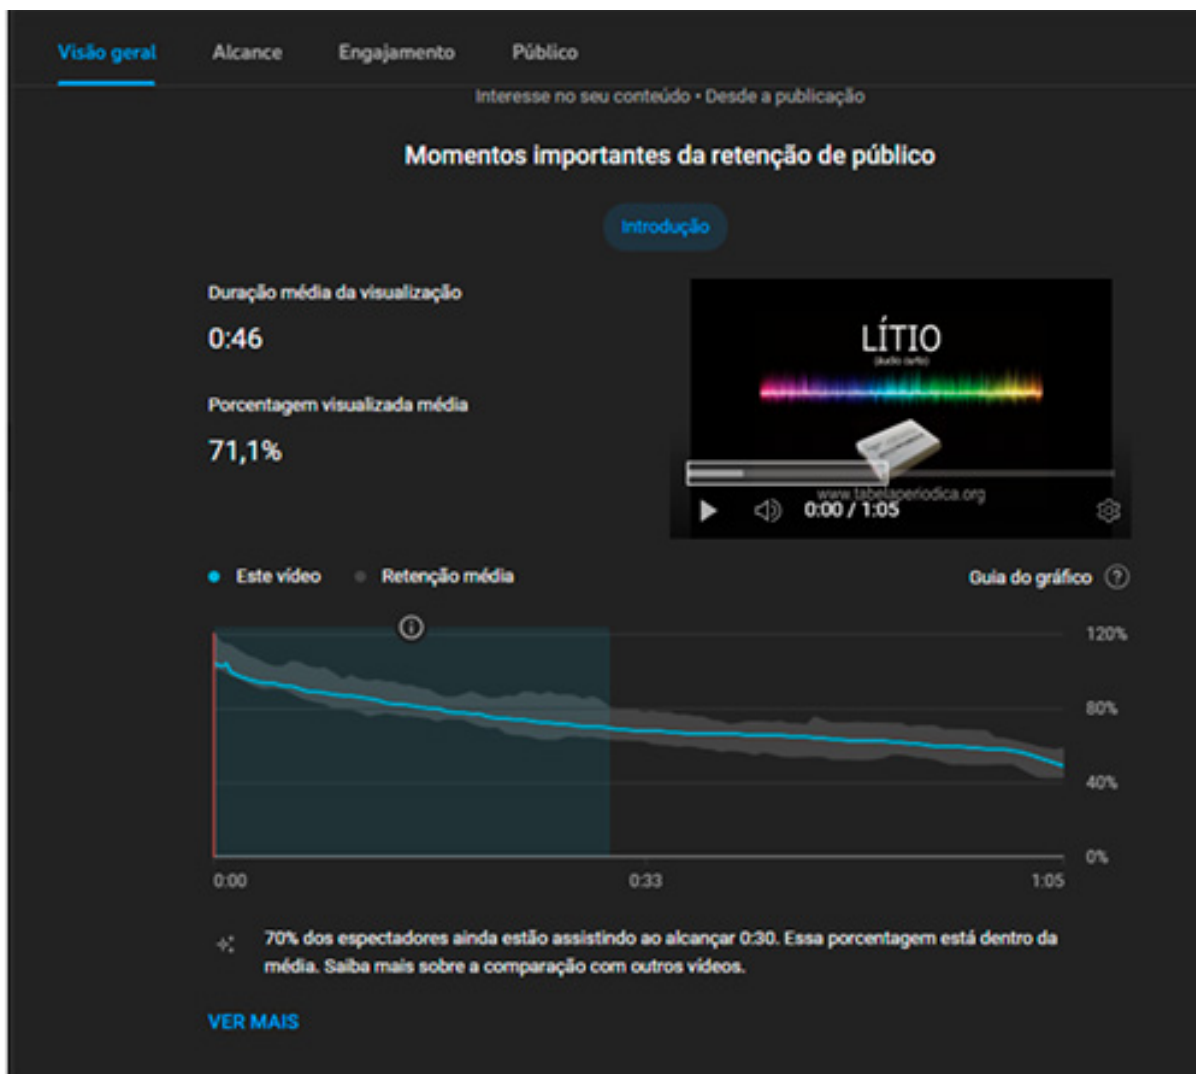 Visão geral Alcance Engajamento Público
Interesse no seu conteúdo • Desde a publicação
Momentos importantes da retenção de público
Introdução
Duração média da visualização
0:46
Porcentagem visualizada média
71,1%
LÍTIO
(áudio curto)
www.tabelaperiodica.org
0:00 / 1:05
Este vídeo Retenção média Guia do gráfico ?
120%
80%
40%
0%
0:00 0:33 1:05
70% dos espectadores ainda estão assistindo ao alcançar 0:30. Essa porcentagem está dentro da
média. Saiba mais sobre a comparação com outros vídeos.
VER MAIS